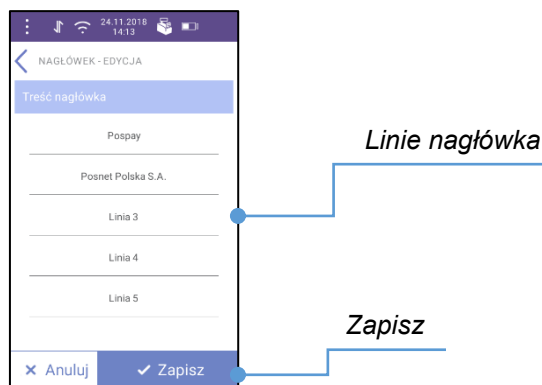 24.11.2018
14:13
NAGŁÓWEK - EDYCJA
Treść nagłówka
Pospay
Posnet Polska S.A.
Linia 3
Linia 4
Linia 5
Anuluj
Zapisz
Linie nagłówka
Zapisz